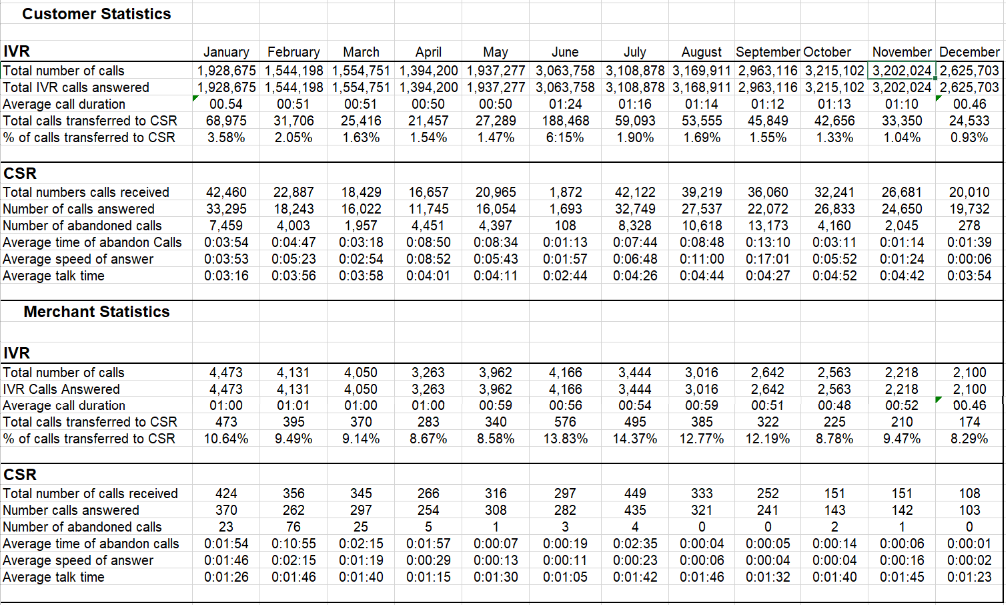 Customer Statistics
IVR January February March April May June July August September October November December
Total number of calls 1,928,675 1,544,198 1,554,751 1,394,200 1,937,277 3,063,758 3,108,878 3,169,911 2,963,116 3,215,102 3,202,024 2,625,703
Total IVR calls answered 1,928,675 1,544,198 1,554,751 1,394,200 1,937,277 3,063,758 3,108,878 3,168,911 2,963,116 3,215,102 3,202,024 2,625,703
Average call duration 00.54 00:51 00:51 00:50 00:50 01:24 01:16 01:14 01:12 01:13 01:10 00.46
Total calls transferred to CSR 68,975 31,706 25,416 21,457 27,289 188,468 59,093 53,555 45,849 42,656 33,350 24,533
% of calls transferred to CSR 3.58% 2.05% 1.63% 1.54% 1.47% 6:15% 1.90% 1.69% 1.55% 1.33% 1.04% 0.93%
CSR
Total numbers calls received 42,460 22,887 18,429 16,657 20,965 1,872 42,122 39,219 36,060 32,241 26,681 20,010
Number of calls answered 33,295 18,243 16,022 11,745 16,054 1,693 32,749 27,537 22,072 26,833 24,650 19,732
Number of abandoned calls 7,459 4,003 1,957 4,451 4,397 108 8,328 10,618 13,173 4,160 2,045 278
Average time of abandon Calls 0:03:54 0:04:47 0:03:18 0:08:50 0:08:34 0:01:13 0:07:44 0:08:48 0:13:10 0:03:11 0:01:14 0:01:39
Average speed of answer 0:03:53 0:05:23 0:02:54 0:08:52 0:05:43 0:01:57 0:06:48 0:11:00 0:17:01 0:05:52 0:01:24 0:00:06
Average talk time 0:03:16 0:03:56 0:03:58 0:04:01 0:04:11 0:02:44 0:04:26 0:04:44 0:04:27 0:04:52 0:04:42 0:03:54
Merchant Statistics
IVR
Total number of calls 4,473 4,131 4,050 3,263 3,962 4,166 3,444 3,016 2,642 2,563 2,218 2,100
IVR Calls Answered 4,473 4,131 4,050 3,263 3,962 4,166 3,444 3,016 2,642 2,563 2,218 2,100
Average call duration 01:00 01:01 01:00 01:00 00:59 00:56 00:54 00:59 00:51 00:48 00:52 00.46
Total calls transferred to CSR 473 395 370 283 340 576 495 385 322 225 210 174
% of calls transferred to CSR 10.64% 9.49% 9.14% 8.67% 8.58% 13.83% 14.37% 12.77% 12.19% 8.78% 9.47% 8.29%
CSR
Total number of calls received 424 356 345 266 316 297 449 333 252 151 151 108
Number calls answered 370 262 297 254 308 282 435 321 241 143 142 103
Number of abandoned calls 23 76 25 5 1 3 4 0 0 2 1 0
Average time of abandon calls 0:01:54 0:10:55 0:02:15 0:01:57 0:00:07 0:00:19 0:02:35 0:00:04 0:00:05 0:00:14 0:00:06 0:00:01
Average speed of answer 0:01:46 0:02:15 0:01:19 0:00:29 0:00:13 0:00:11 0:00:23 0:00:06 0:00:04 0:00:04 0:00:16 0:00:02
Average talk time 0:01:26 0:01:46 0:01:40 0:01:15 0:01:30 0:01:05 0:01:42 0:01:46 0:01:32 0:01:40 0:01:45 0:01:23